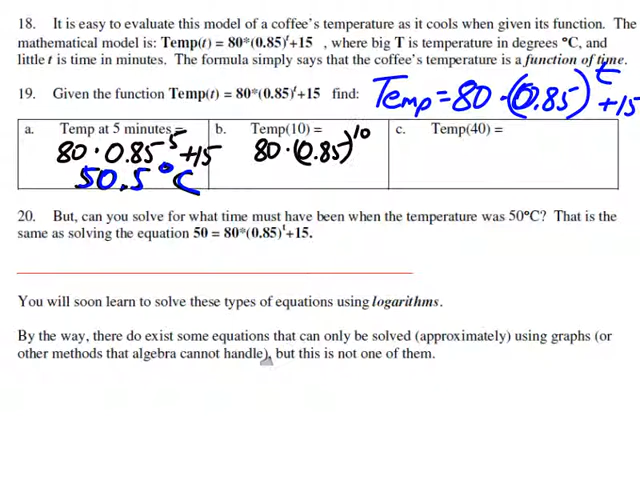 18. It is easy to evaluate this model of a coffee's temperature as it cools when given its function. The
mathematical model is: Temp(t) = 80*(0.85)^t+15 , where big T is temperature in degrees °C, and
little t is time in minutes. The formula simply says that the coffee's temperature is a function of time.
19. Given the function Temp(t) = 80*(0.85)^t+15 find: Temp = 80 · (0.85)^t + 15
a. Temp at 5 minutes = b. Temp(10) = c. Temp(40) =
80 · 0.85^5 + 15 80 · (0.85)^10
50.5 °C
20. But, can you solve for what time must have been when the temperature was 50°C? That is the
same as solving the equation 50 = 80*(0.85)^t+15.
You will soon learn to solve these types of equations using logarithms.
By the way, there do exist some equations that can only be solved (approximately) using graphs (or
other methods that algebra cannot handle), but this is not one of them.